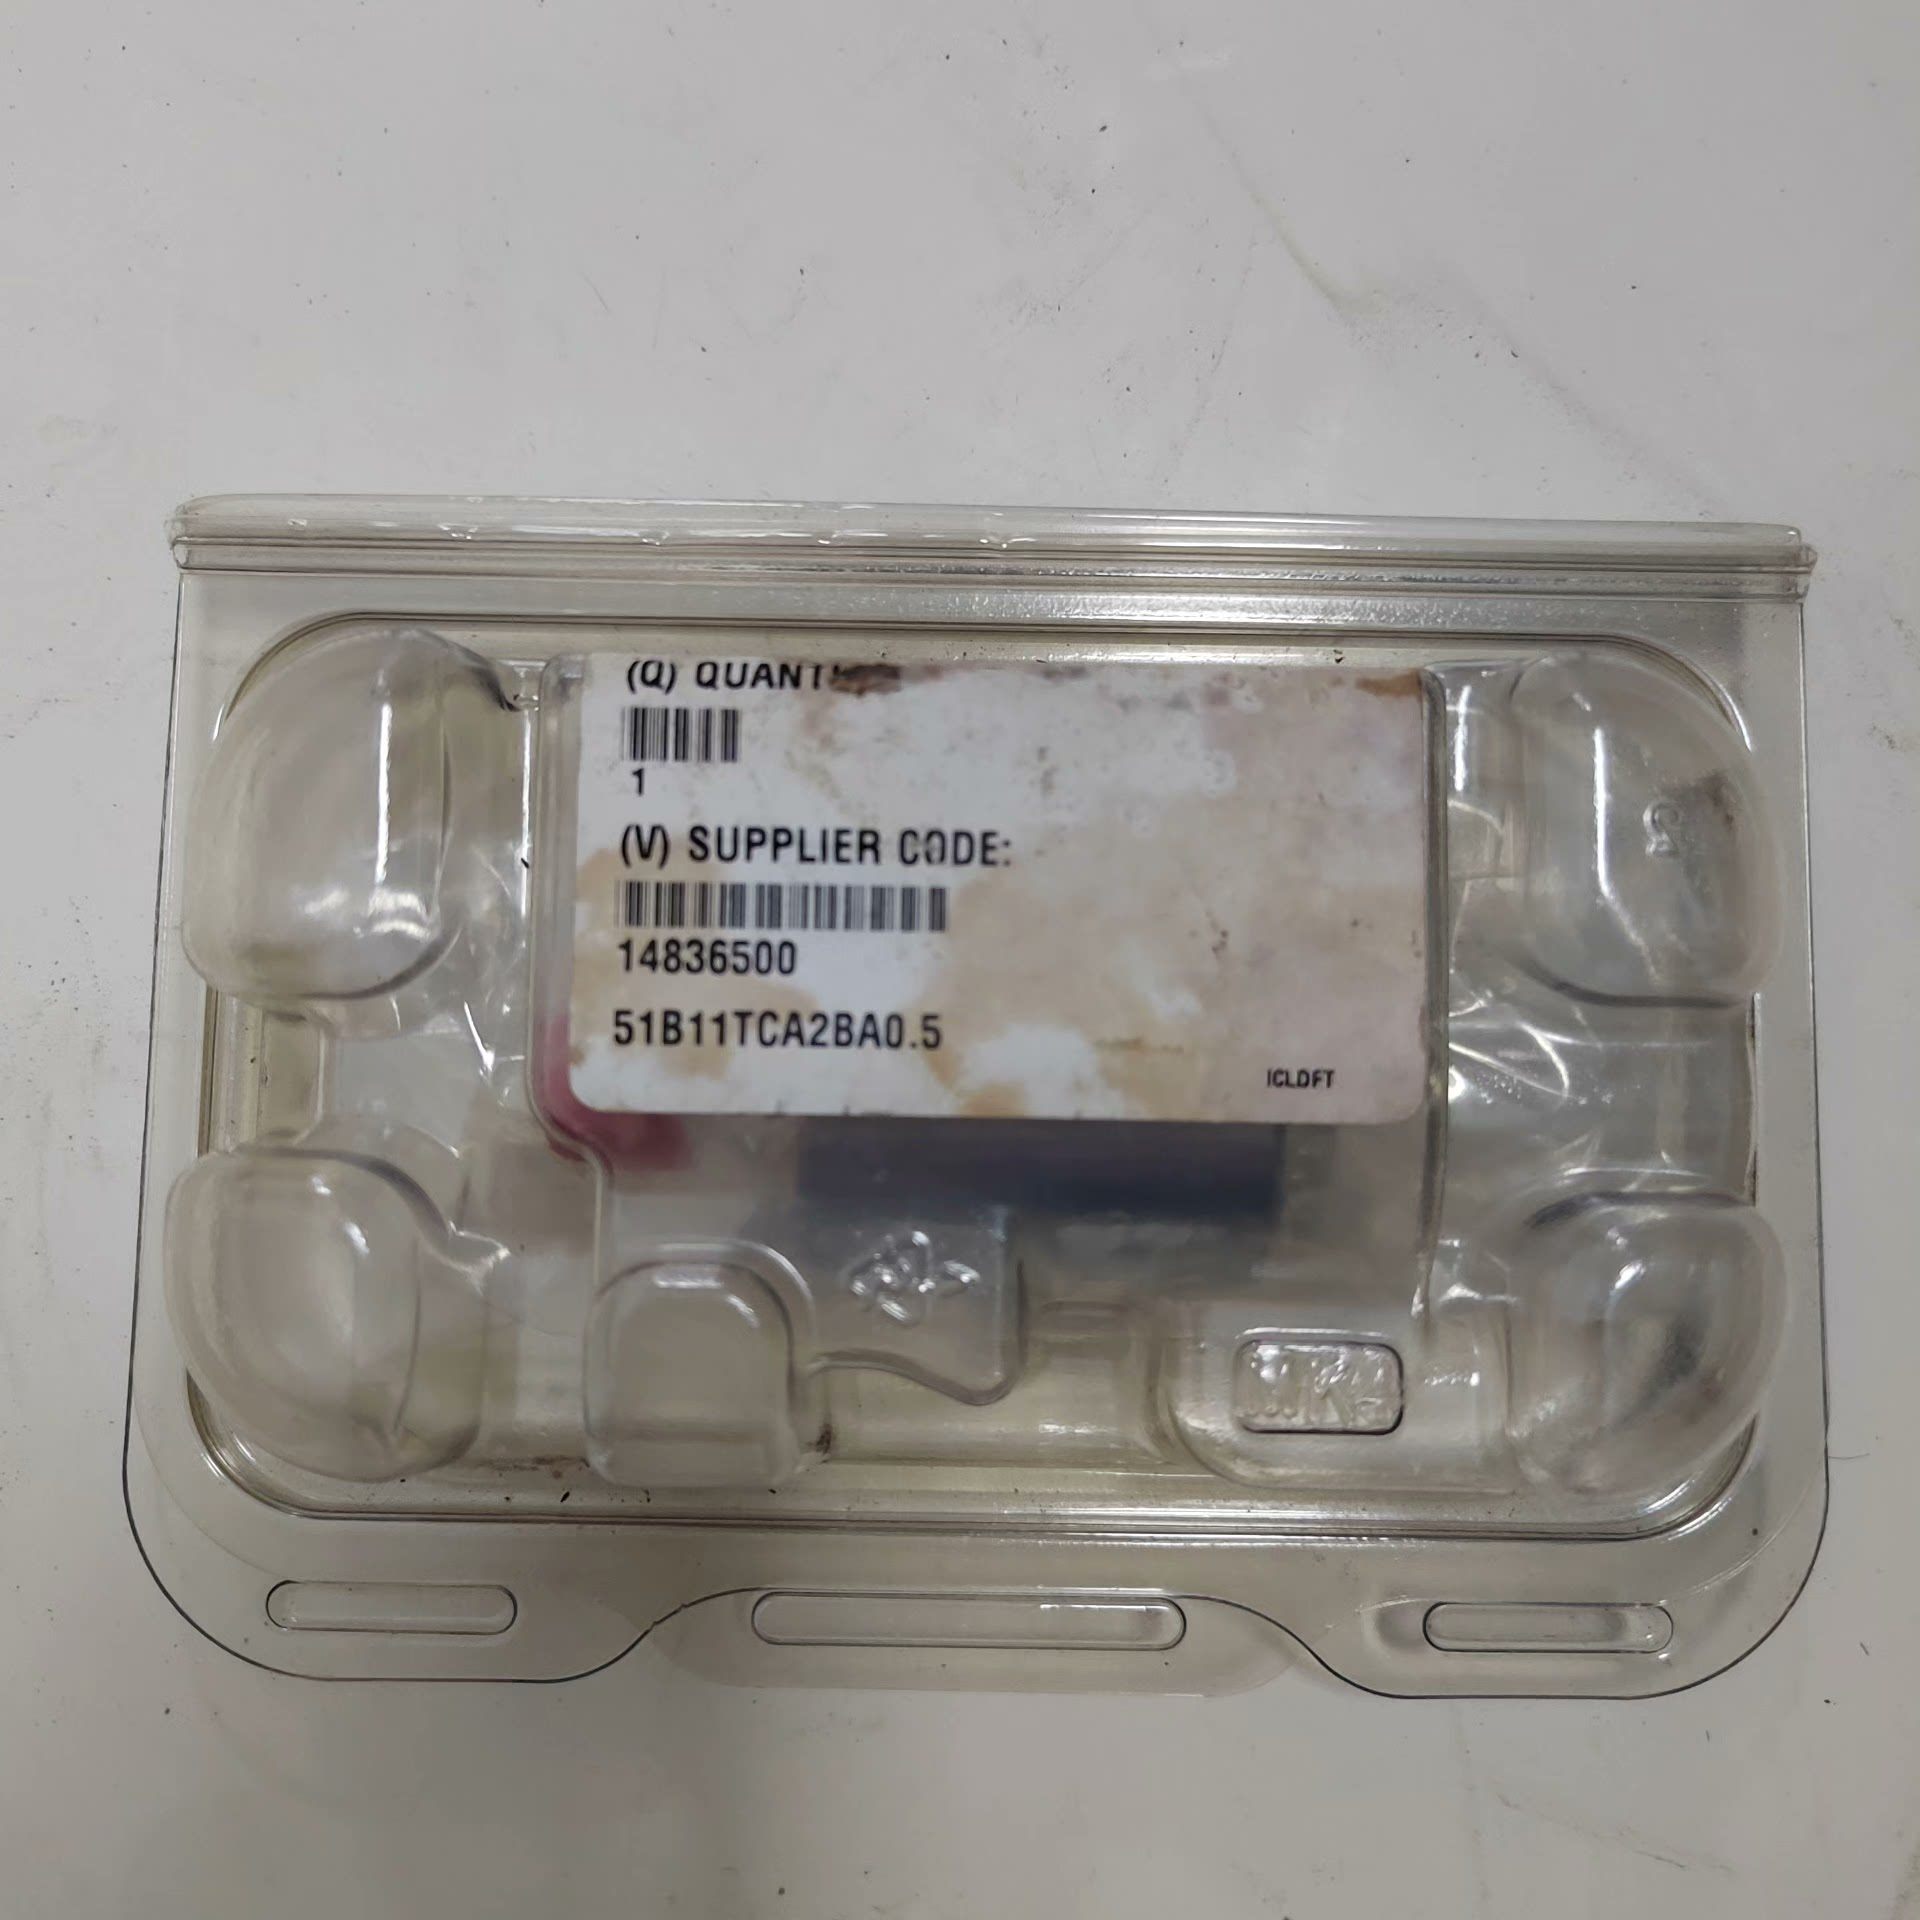 (Q) QUANT
1
(V) SUPPLIER CODE:
14836500
51B11TCA2BA0.5
ICLDFT